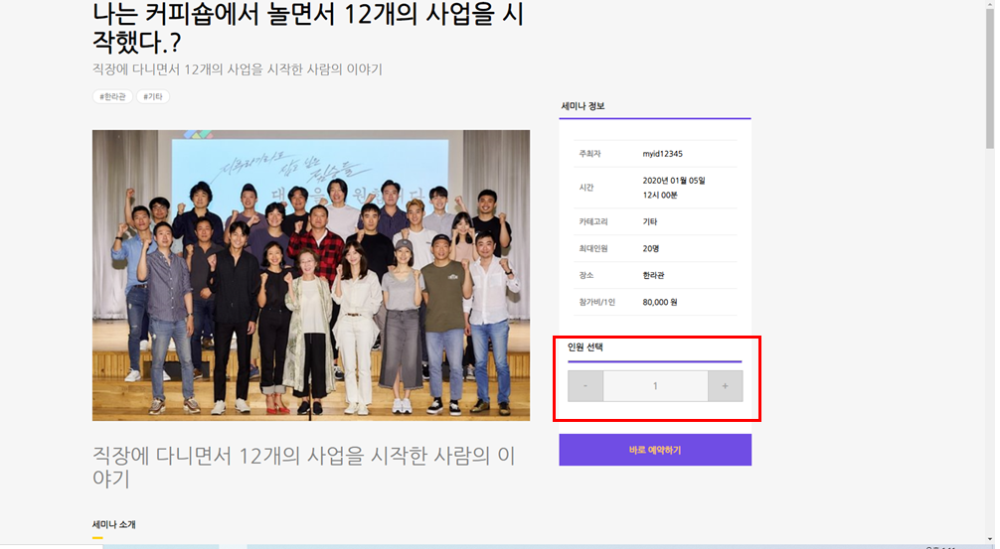 나는 커피숍에서 놀면서 12개의 사업을 시
작했다.?
직장에 다니면서 12개의 사업을 시작한 사람의 이야기
#한라관 #기타
세미나 정보
주최자 myid12345
시간 2020년 01월 05일
12시 00분
카테고리 기타
최대인원 20명
장소 한라관
참가비/1인 80,000 원
인원 선택
- 1 +
바로 예약하기
직장에 다니면서 12개의 사업을 시작한 사람의 이
야기
세미나 소개